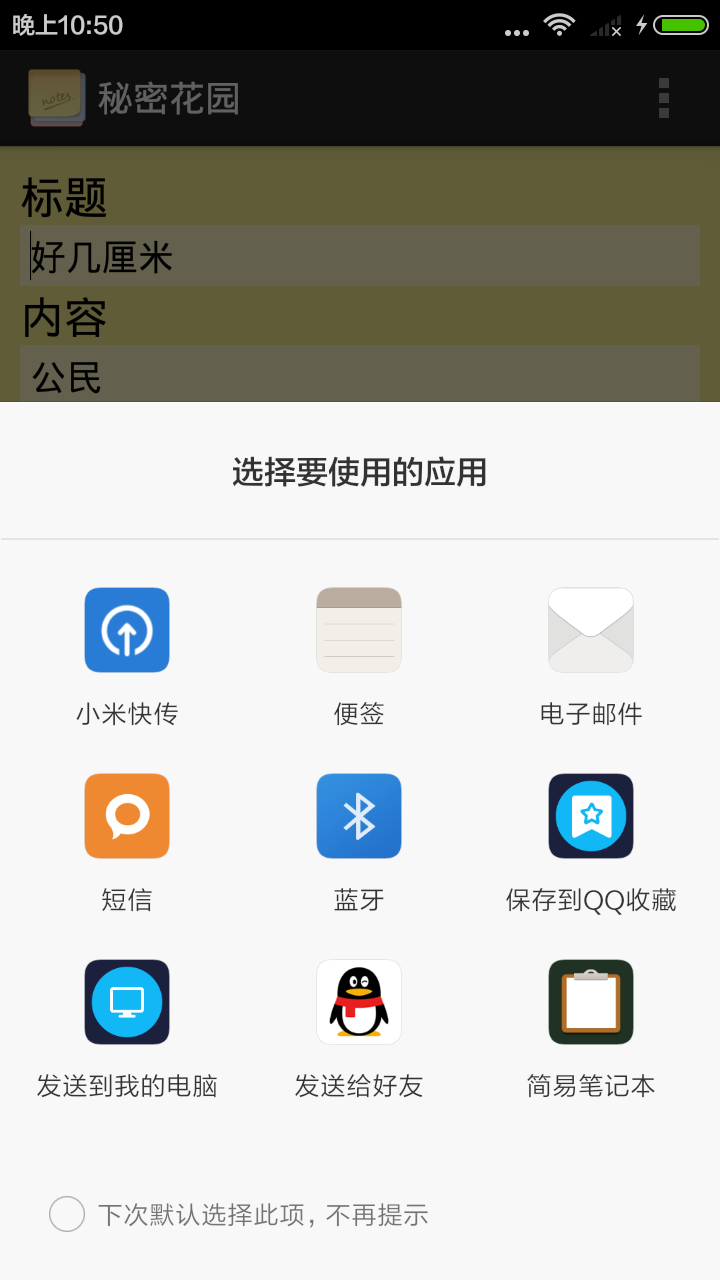 晚上10:50
notes
秘密花园
标题
好几厘米
内容
公民
选择要使用的应用
小米快传
便签
电子邮件
短信
蓝牙
保存到QQ收藏
发送到我的电脑
发送给好友
简易笔记本
下次默认选择此项，不再提示